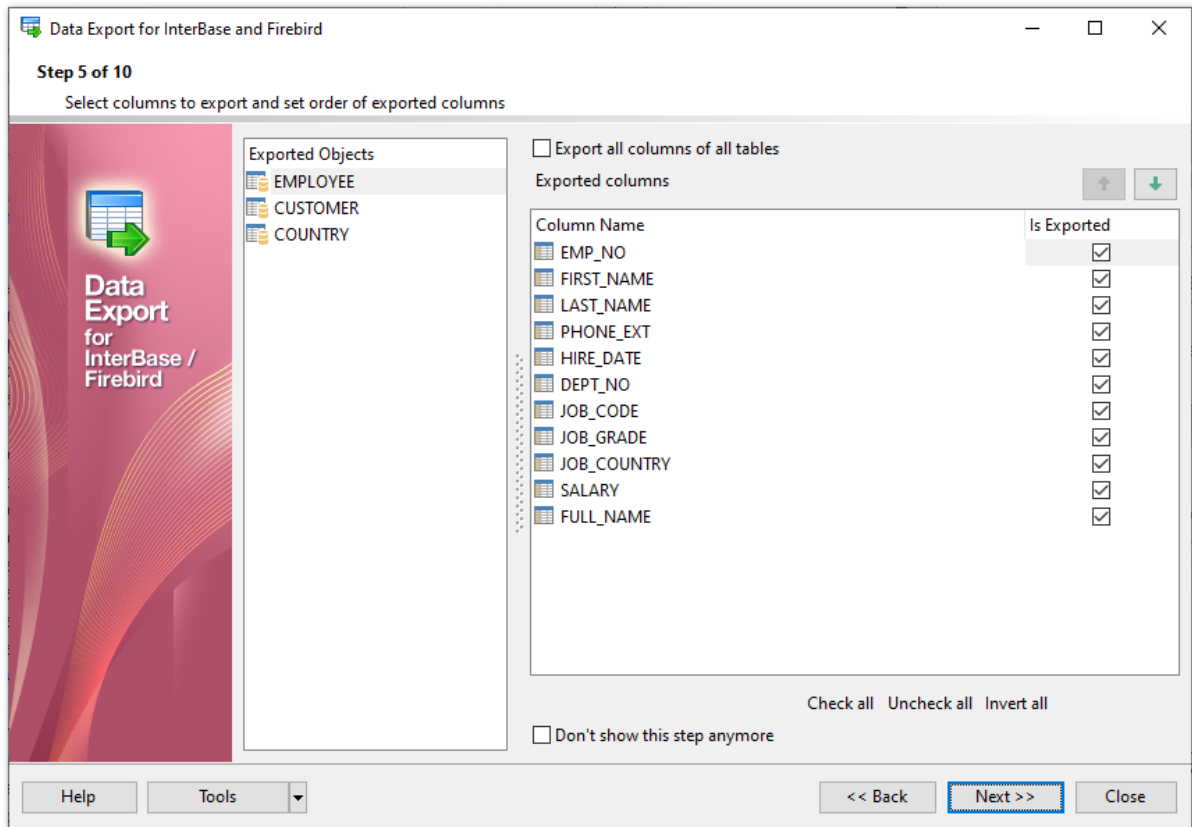 Data Export for InterBase and Firebird
Step 5 of 10
Select columns to export and set order of exported columns
Data
Export
for
InterBase /
Firebird
Exported Objects
EMPLOYEE
CUSTOMER
COUNTRY
Export all columns of all tables
Exported columns
Column Name Is Exported
EMP_NO
FIRST_NAME
LAST_NAME
PHONE_EXT
HIRE_DATE
DEPT_NO
JOB_CODE
JOB_GRADE
JOB_COUNTRY
SALARY
FULL_NAME
Check all Uncheck all Invert all
Don't show this step anymore
Help Tools << Back Next >> Close